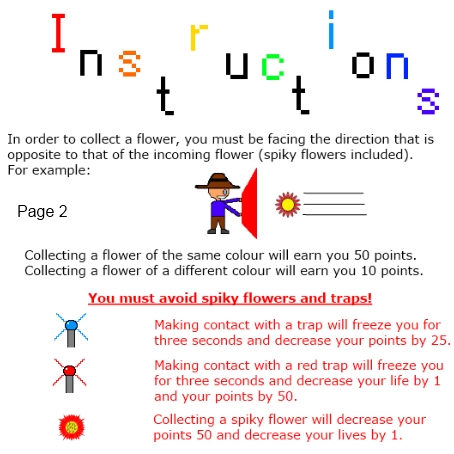 Instructions
In order to collect a flower, you must be facing the direction that is
opposite to that of the incoming flower (spiky flowers included).
For example:
Page 2
Collecting a flower of the same colour will earn you 50 points.
Collecting a flower of a different colour will earn you 10 points.
You must avoid spiky flowers and traps!
Making contact with a trap will freeze you for
three seconds and decrease your points by 25.
Making contact with a red trap will freeze you
for three seconds and decrease your life by 1
and your points by 50.
Collecting a spiky flower will decrease your
points 50 and decrease your lives by 1.